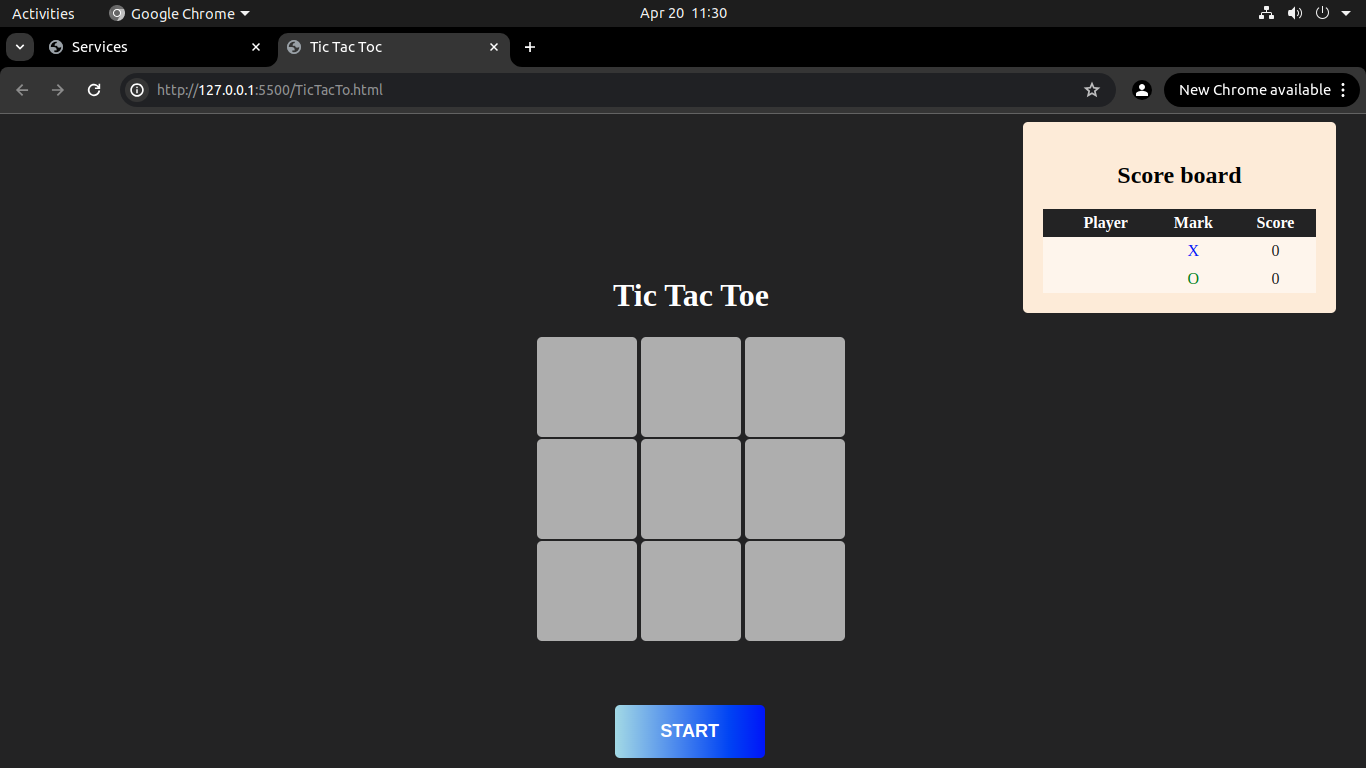 Activities Google Chrome Apr 20 11:30
Services Tic Tac Toc
http://127.0.0.1:5500/TicTacTo.html New Chrome available
Score board
Player Mark Score
X 0
O 0
Tic Tac Toe
START